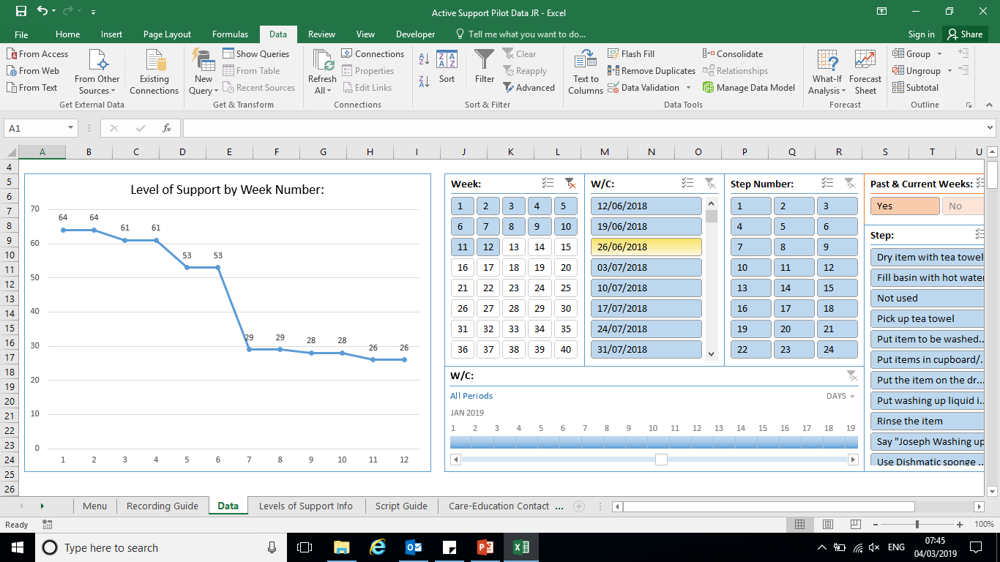 Active Support Pilot Data JR - Excel
File Home Insert Page Layout Formulas Data Review View Developer Tell me what you want to do... Sign in Share
From Access
From Web
From Text
From Other Sources
Existing Connections
Get External Data
New Query
Show Queries
From Table
Recent Sources
Get & Transform
Refresh All
Connections
Properties
Edit Links
Connections
Sort
Filter
Clear
Reapply
Advanced
Sort & Filter
Text to Columns
Flash Fill
Remove Duplicates
Data Validation
Consolidate
Relationships
Manage Data Model
Data Tools
What-If Analysis
Forecast Sheet
Forecast
Group
Ungroup
Subtotal
Outline
A1 fx
A B C D E F G H I J K L M N O P Q R S T U
4
5
6
7
8
9
10
11
12
13
14
15
16
17
18
19
20
21
22
23
24
25
26
Level of Support by Week Number:
70
60
50
40
30
20
10
0
64 64 61 61 53 53 29 29 28 28 26 26
1 2 3 4 5 6 7 8 9 10 11 12
Week:
1 2 3 4 5
6 7 8 9 10
11 12 13 14 15
16 17 18 19 20
21 22 23 24 25
26 27 28 29 30
31 32 33 34 35
36 37 38 39 40
W/C:
12/06/2018
19/06/2018
26/06/2018
03/07/2018
10/07/2018
17/07/2018
24/07/2018
31/07/2018
Step Number:
1 2 3
4 5 6
7 8 9
10 11 12
13 14 15
16 17 18
19 20 21
22 23 24
Past & Current Weeks:
Yes No
Step:
Dry item with tea towel
Fill basin with hot water
Not used
Pick up tea towel
Put item to be washed...
Put items in cupboard/...
Put the item on the dr...
Put washing up liquid i...
Rinse the item
Say "Joseph Washing up
Use Dishmatic sponge ...
W/C:
All Periods DAYS
JAN 2019
1 2 3 4 5 6 7 8 9 10 11 12 13 14 15 16 17 18 19
Menu Recording Guide Data Levels of Support Info Script Guide Care-Education Contact ...
Ready 100%
Type here to search ENG 07:45
04/03/2019